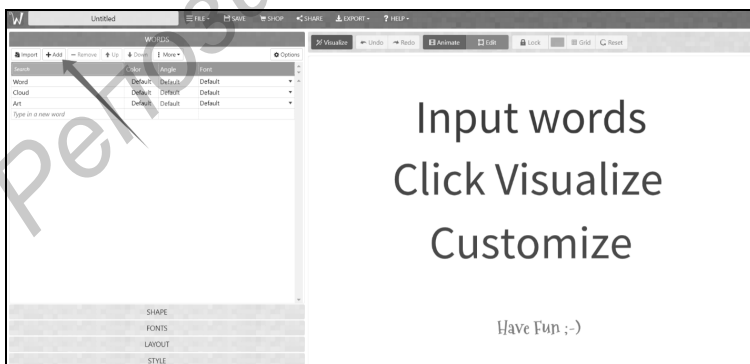 W Untitled FILE SAVE SHOP SHARE EXPORT ? HELP
WORDS
Import + Add Remove Up Down More Options
Visualize Undo Redo Animate Edit Lock Grid Reset
Search Color Angle Font
Word Default Default Default
Cloud Default Default Default
Art Default Default Default
Type in a new word
Input words
Click Visualize
Customize
Have Fun ;-)
SHAPE
FONTS
LAYOUT
STYLE